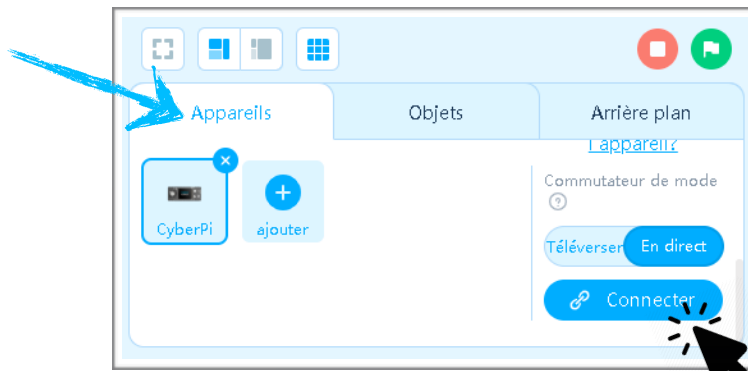 Appareils
Objets
Arrière plan
l'appareil?
Commutateur de mode
?
CyberPi
ajouter
Téléverser
En direct
Connecter